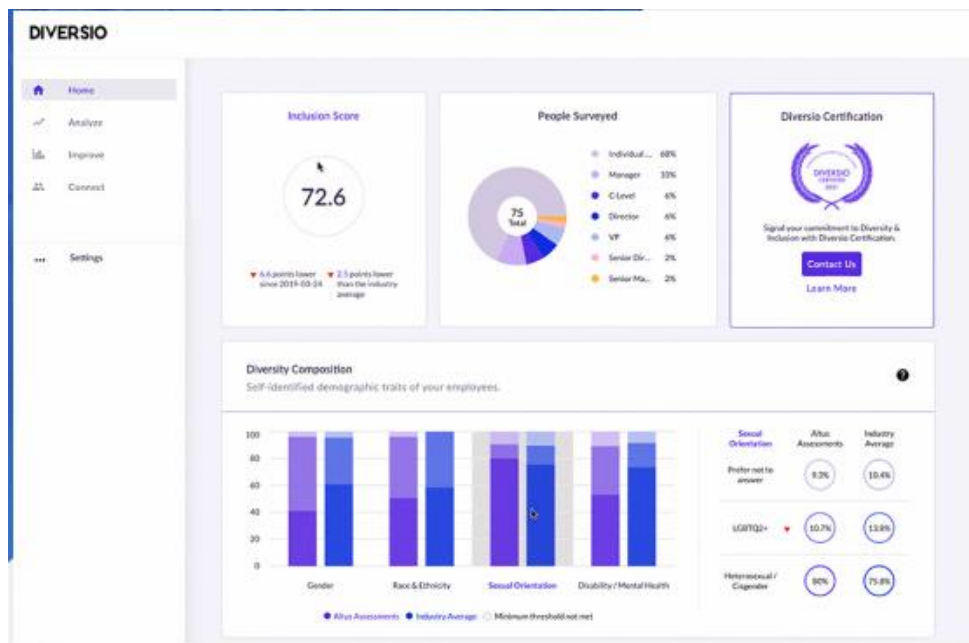 DIVERSIO
Home
Analyze
Improve
Connect
Settings
Inclusion Score
72.6
6.6 points lower since 2019-03-24
2.5 points lower than the industry average
People Surveyed
75
Total
Individual ... 68%
Manager 10%
C-Level 6%
Director 6%
VP 6%
Senior Dir... 2%
Senior Ma... 2%
Diversio Certification
DIVERSIO
CERTIFIED
Signal your commitment to Diversity &
Inclusion with Diversio Certification.
Contact Us
Learn More
Diversity Composition
Self-identified demographic traits of your employees.
?
100
80
60
40
20
0
Gender
Race & Ethnicity
Sexual Orientation
Disability / Mental Health
Altus Assessments
Industry Average
Minimum threshold not met
Sexual Orientation
Altus Assessments
Industry Average
Prefer not to answer
9.3%
10.4%
LGBTQ2+
10.7%
13.8%
Heterosexual / Cisgender
80%
75.8%